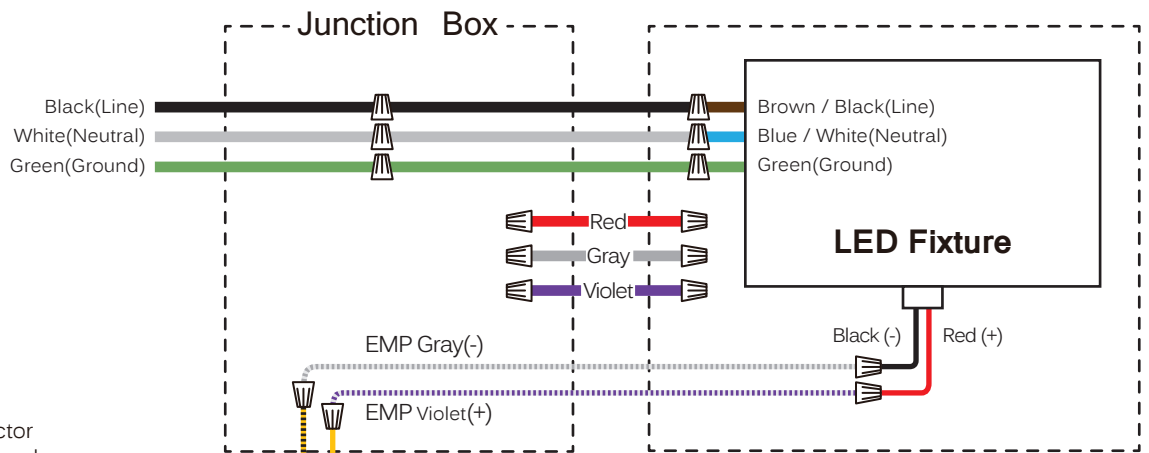 Junction Box
Black(Line)
White(Neutral)
Green(Ground)
Brown / Black(Line)
Blue / White(Neutral)
Green(Ground)
Red
Gray
Violet
LED Fixture
Black (-)
Red (+)
EMP Gray(-)
EMP Violet(+)